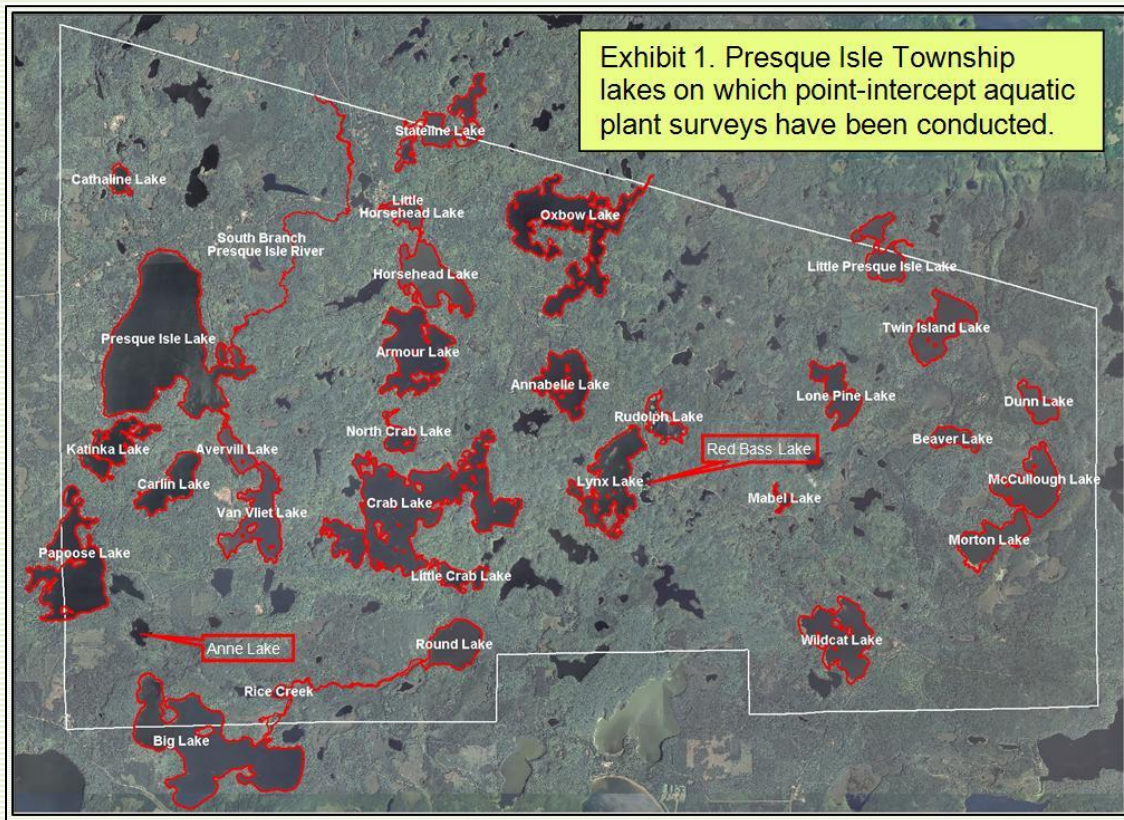 Exhibit 1. Presque Isle Township
lakes on which point-intercept aquatic
plant surveys have been conducted.
Stateline Lake
Cathaline Lake
Little
Horsehead Lake
Oxbow Lake
South Branch
Presque Isle River
Horsehead Lake
Little Presque Isle Lake
Twin Island Lake
Presque Isle Lake
Armour Lake
Annabelle Lake
Lone Pine Lake
Dunn Lake
Rudolph Lake
North Crab Lake
Beaver Lake
Katinka Lake
Avervill Lake
Red Bass Lake
Carlin Lake
Lynx Lake
McCullough Lake
Mabel Lake
Crab Lake
Van Vliet Lake
Morton Lake
Papoose Lake
Little Crab Lake
Anne Lake
Round Lake
Wildcat Lake
Rice Creek
Big Lake